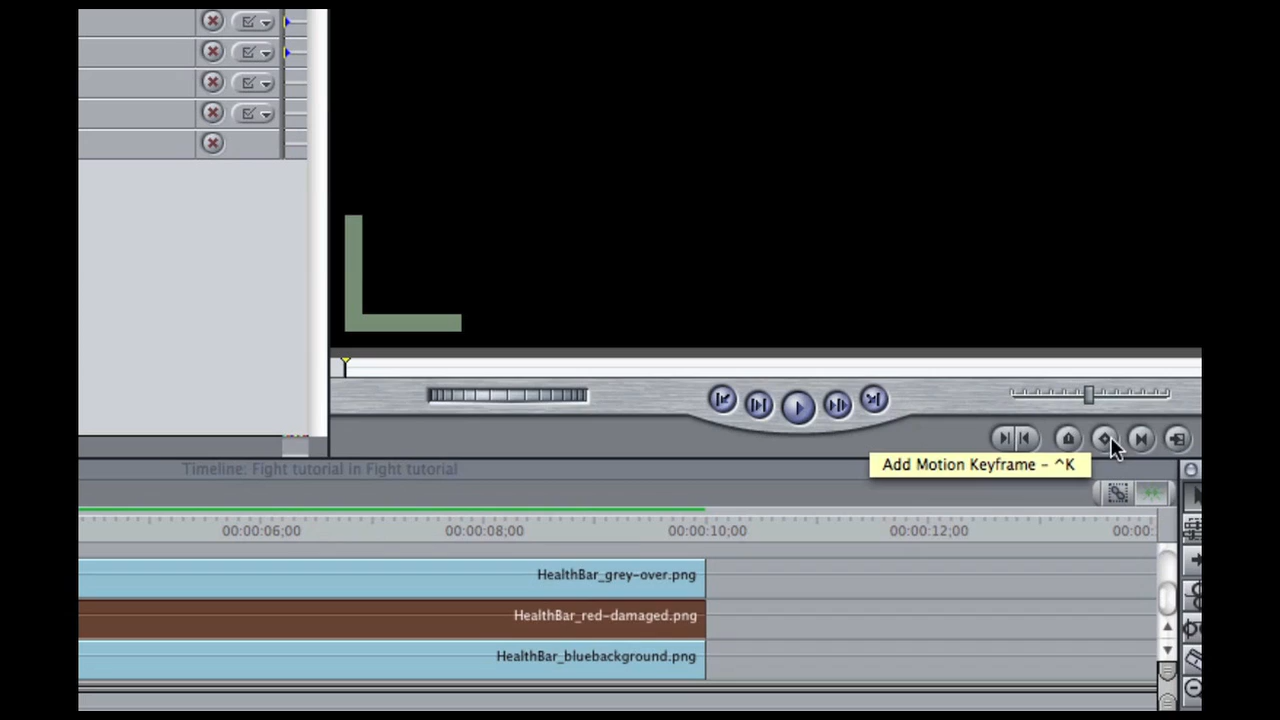 Add Motion Keyframe - ^K
Timeline: Fight tutorial in Fight tutorial
00:00:06;00
00:00:08;00
00:00:10;00
00:00:12;00
00:00:
HealthBar_grey-over.png
HealthBar_red-damaged.png
HealthBar_bluebackground.png